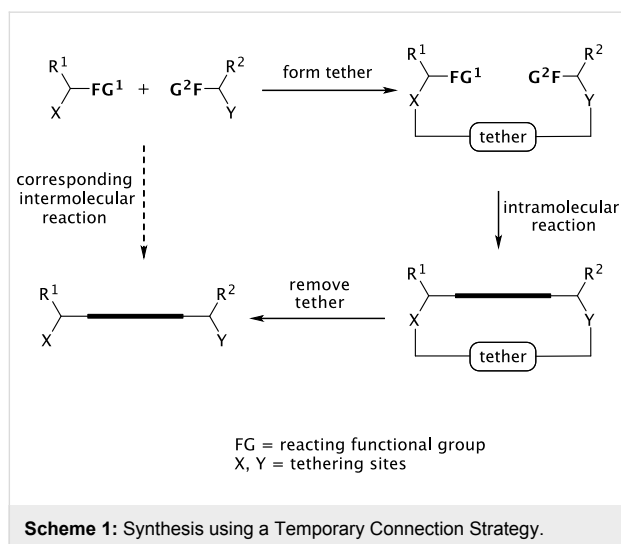 R1 FG1 + G2F R2 form tether R1 FG1 G2F R2
X Y X Y
tether
corresponding
intermolecular
reaction
intramolecular
reaction
R1 R2 remove
tether R1 R2
X Y X Y
tether
FG = reacting functional group
X, Y = tethering sites
Scheme 1: Synthesis using a Temporary Connection Strategy.